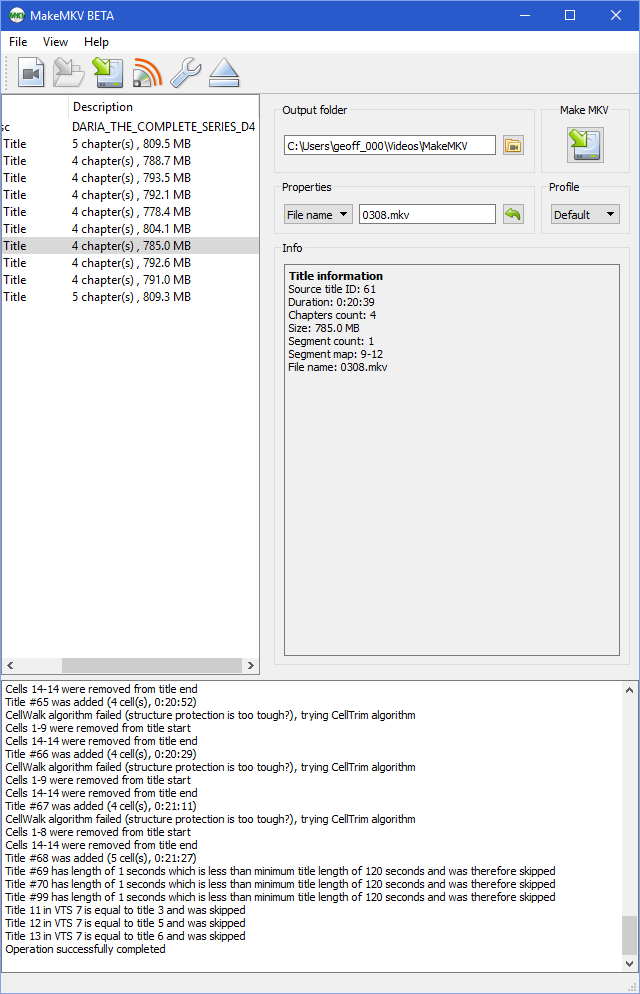 MakeMKV BETA
File View Help
Description
sc DARIA_THE_COMPLETE_SERIES_D4
Title 5 chapter(s) , 809.5 MB
Title 4 chapter(s) , 788.7 MB
Title 4 chapter(s) , 793.5 MB
Title 4 chapter(s) , 792.1 MB
Title 4 chapter(s) , 778.4 MB
Title 4 chapter(s) , 804.1 MB
Title 4 chapter(s) , 785.0 MB
Title 4 chapter(s) , 792.6 MB
Title 4 chapter(s) , 791.0 MB
Title 5 chapter(s) , 809.3 MB
Output folder
C:\Users\geoff_000\Videos\MakeMKV
Make MKV
Properties
File name 0308.mkv
Profile
Default
Info
Title information
Source title ID: 61
Duration: 0:20:39
Chapters count: 4
Size: 785.0 MB
Segment count: 1
Segment map: 9-12
File name: 0308.mkv
Cells 14-14 were removed from title end
Title #65 was added (4 cell(s), 0:20:52)
CellWalk algorithm failed (structure protection is too tough?), trying CellTrim algorithm
Cells 1-9 were removed from title start
Cells 14-14 were removed from title end
Title #66 was added (4 cell(s), 0:20:29)
CellWalk algorithm failed (structure protection is too tough?), trying CellTrim algorithm
Cells 1-9 were removed from title start
Cells 14-14 were removed from title end
Title #67 was added (4 cell(s), 0:21:11)
CellWalk algorithm failed (structure protection is too tough?), trying CellTrim algorithm
Cells 1-8 were removed from title start
Cells 14-14 were removed from title end
Title #68 was added (5 cell(s), 0:21:27)
Title #69 has length of 1 seconds which is less than minimum title length of 120 seconds and was therefore skipped
Title #70 has length of 1 seconds which is less than minimum title length of 120 seconds and was therefore skipped
Title #99 has length of 1 seconds which is less than minimum title length of 120 seconds and was therefore skipped
Title 11 in VTS 7 is equal to title 3 and was skipped
Title 12 in VTS 7 is equal to title 5 and was skipped
Title 13 in VTS 7 is equal to title 6 and was skipped
Operation successfully completed